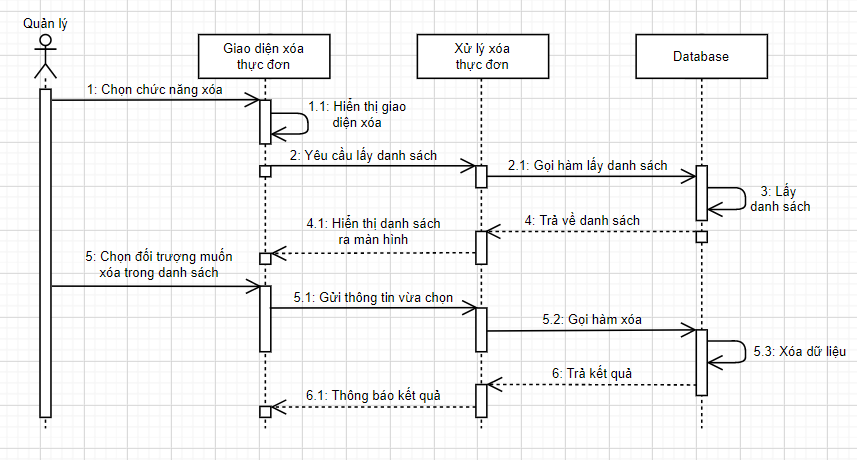 Quản lý
Giao diện xóa
thực đơn
Xử lý xóa
thực đơn
Database
1: Chọn chức năng xóa
1.1: Hiển thị giao
diện xóa
2: Yêu cầu lấy danh sách
2.1: Gọi hàm lấy danh sách
3: Lấy
danh sách
4: Trả về danh sách
4.1: Hiển thị danh sách
ra màn hình
5: Chọn đối trượng muốn
xóa trong danh sách
5.1: Gửi thông tin vừa chọn
5.2: Gọi hàm xóa
5.3: Xóa dữ liệu
6: Trả kết quả
6.1: Thông báo kết quả